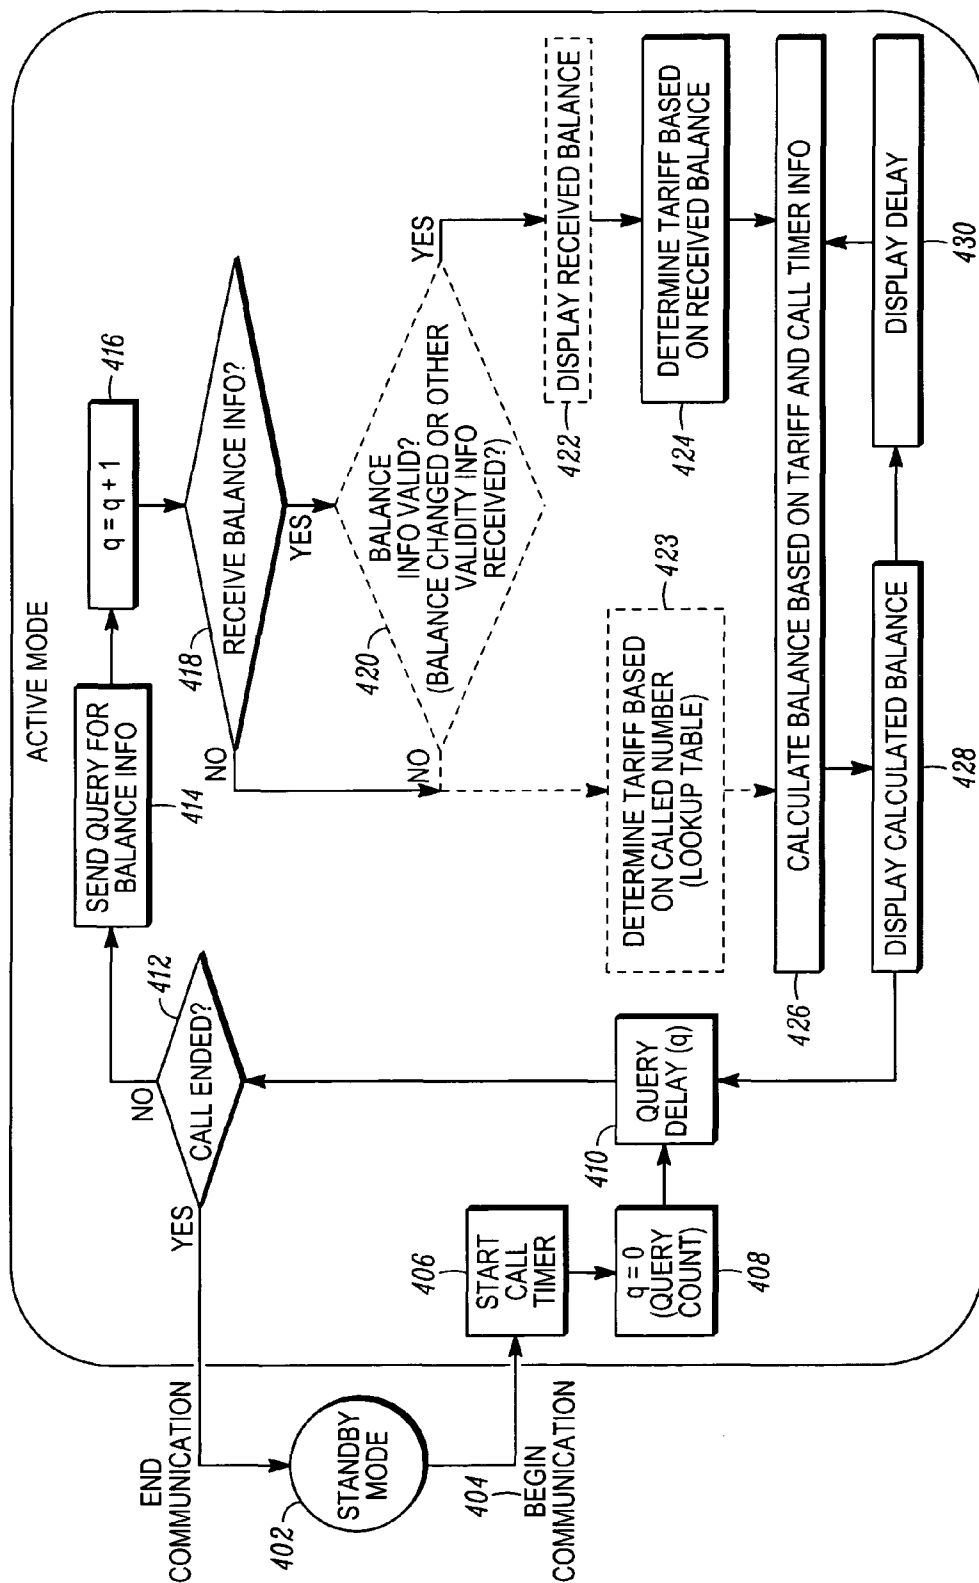 ACTIVE MODE
END
COMMUNICATION
402
STANDBY
MODE
404
BEGIN
COMMUNICATION
406
START
CALL
TIMER
q = 0
(QUERY
COUNT)
408
410
QUERY
DELAY (q)
412
CALL ENDED?
YES
NO
SEND QUERY FOR
BALANCE INFO
414
416
q = q + 1
418
RECEIVE BALANCE INFO?
NO
YES
420
BALANCE
INFO VALID?
(BALANCE CHANGED OR OTHER
VALIDITY INFO
RECEIVED?)
NO
YES
422
DISPLAY RECEIVED BALANCE
423
DETERMINE TARIFF BASED
ON CALLED NUMBER
(LOOKUP TABLE)
424
DETERMINE TARIFF BASED
ON RECEIVED BALANCE
426
CALCULATE BALANCE BASED ON TARIFF AND CALL TIMER INFO
DISPLAY CALCULATED BALANCE
428
DISPLAY DELAY
430